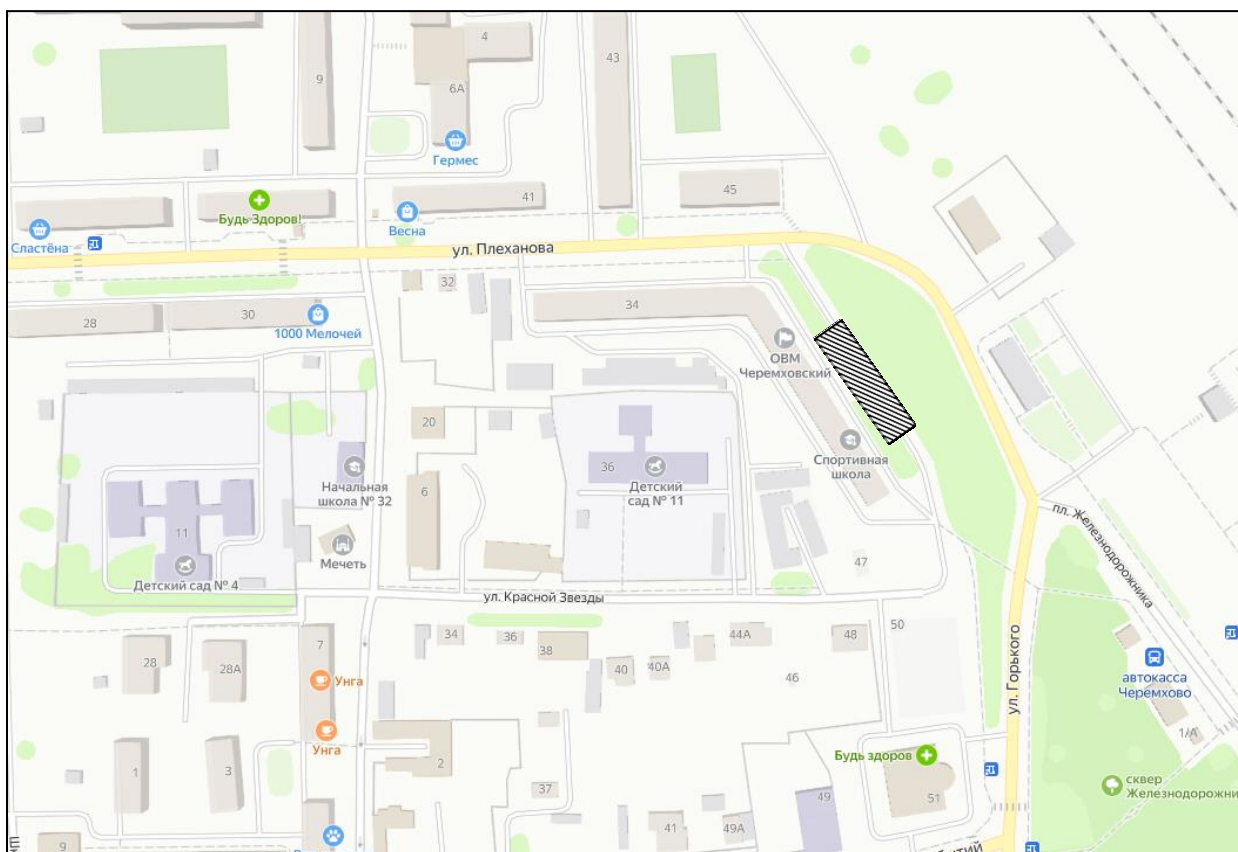 4
43
9
6А
Гермес
45
41
Будь Здоров!
Весна
Сластёна
ул. Плеханова
32
34
28
30
1000 Мелочей
ОВМ
Черемховский
20
Спортивная
школа
36
Детский
сад № 11
Начальная
школа № 32
6
11
Мечеть
Детский сад № 4
47
пл. Железнодорожника
ул. Красной Звезды
34
36
38
44А
48
50
7
28
28А
40
40А
46
ул. Горького
Унга
автокасса
Черемхово
Унга
1/А
Будь здоров
1
3
2
37
сквер
Железнодорожни
51
49
41
49А
9